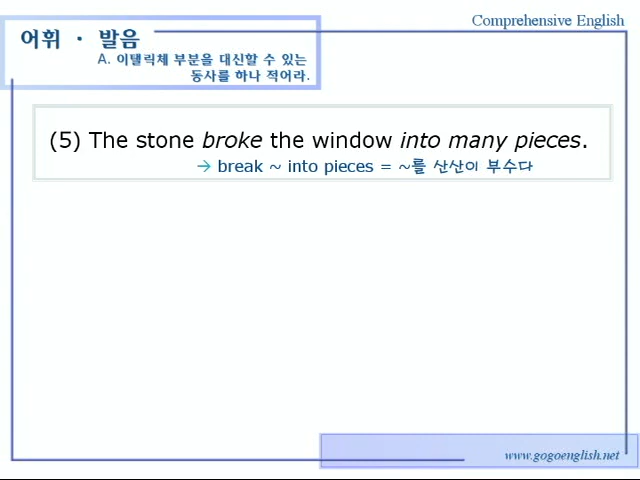 Comprehensive English
어휘 · 발음
A. 이탤릭체 부분을 대신할 수 있는
동사를 하나 적어라.
(5) The stone broke the window into many pieces.
→ break ~ into pieces = ~를 산산이 부수다
www.gogoenglish.net